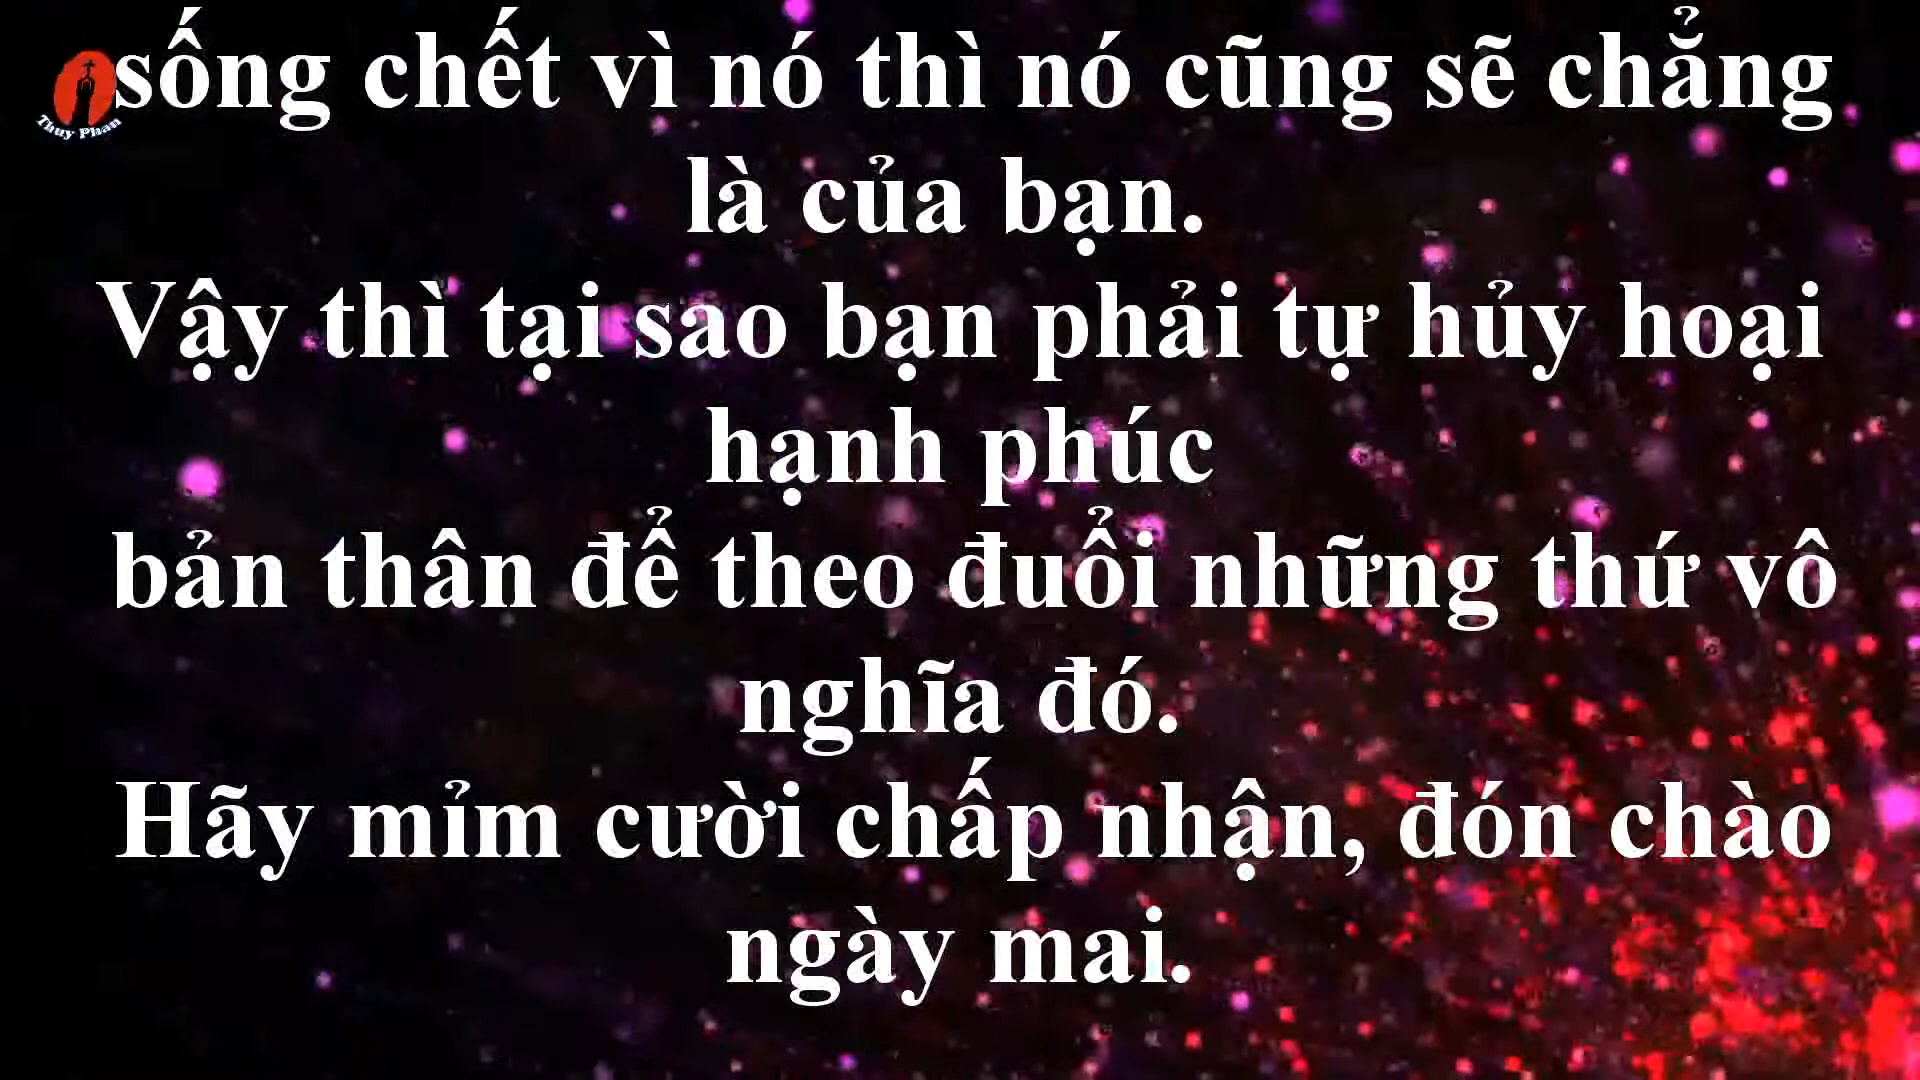 sống chết vì nó thì nó cũng sẽ chẳng
là của bạn.
Vậy thì tại sao bạn phải tự hủy hoại
hạnh phúc
bản thân để theo đuổi những thứ vô
nghĩa đó.
Hãy mỉm cười chấp nhận, đón chào
ngày mai.
Thuy Phan